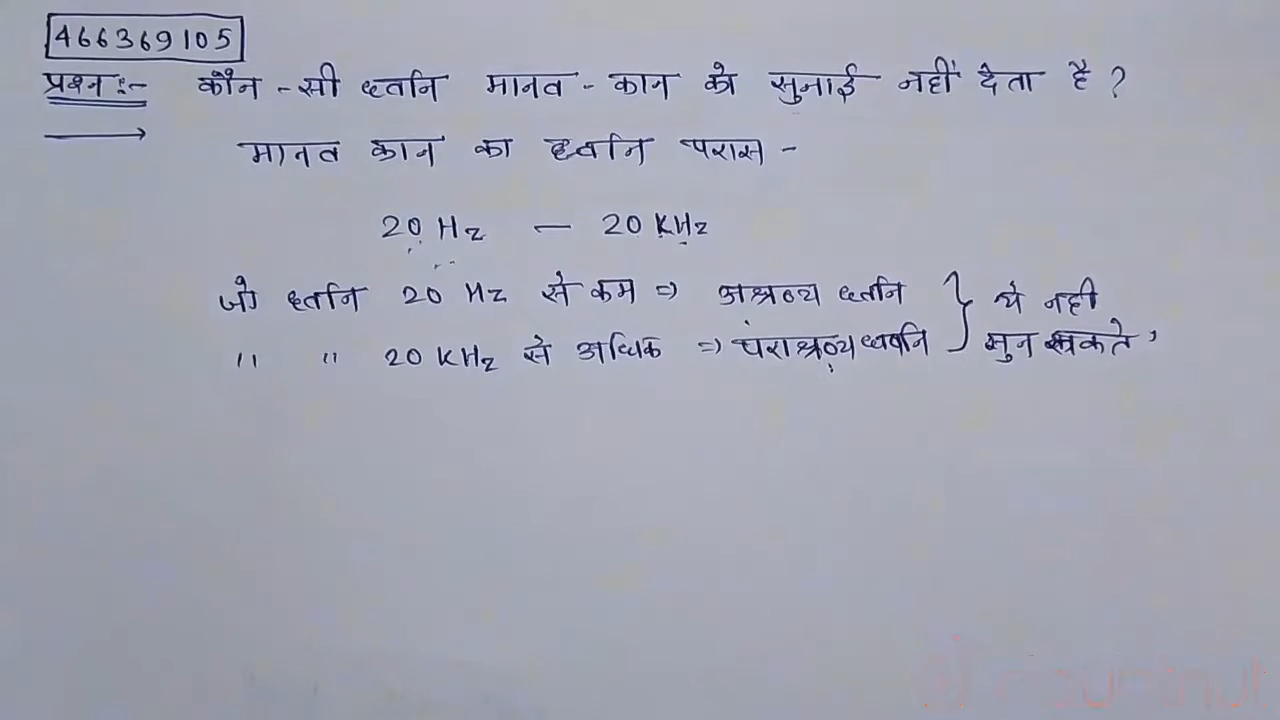 466369105
प्रश्न :- कौन-सी ध्वनि मानव-कान को सुनाई नहीं देता है ?
मानव कान का ध्वनि परास -
20 Hz - 20 KHz
जो ध्वनि 20 Hz से कम ⇒ अश्रव्य ध्वनि } ये नही
" " 20 KHz से अधिक ⇒ पराश्रव्य ध्वनि } सुन सकते,